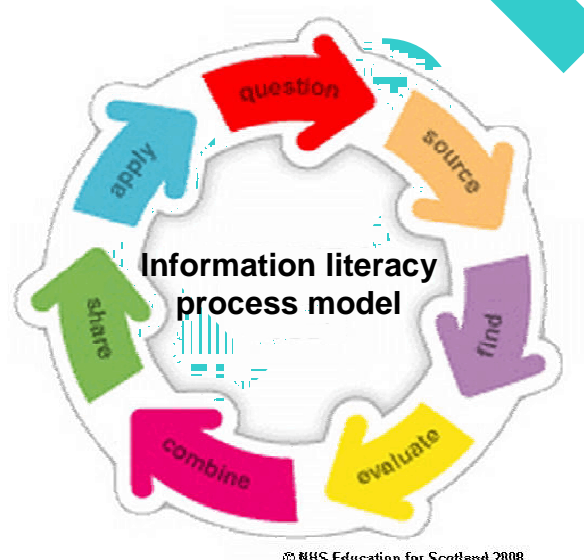 question
source
find
evaluate
combine
share
apply
Information literacy
process model
© NHS Education for Scotland 2008